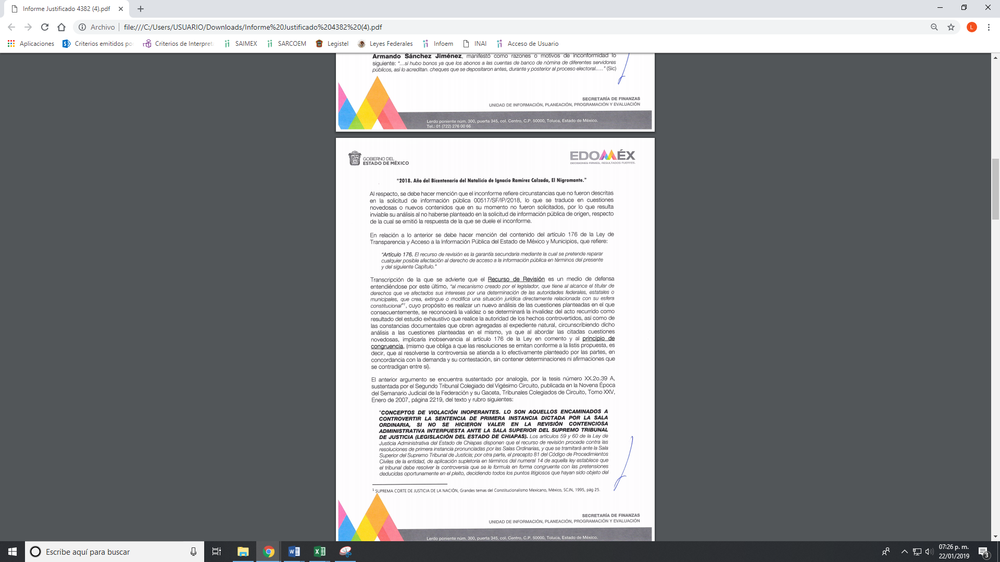 Informe Justificado 4382 (4).pdf
Archivo
file:///C:/Users/USUARIO/Downloads/Informe%20Justificado%204382%20(4).pdf
L
Aplicaciones
Criterios emitidos po
Criterios de Interpret
SAIMEX
SARCOEM
Legistel
Leyes Federales
Infoem
INAI
Acceso de Usuario
Armando Sánchez Jiménez, manifestó como razones o motivos de inconformidad lo
siguiente: “…si hubo bonos ya que los abonos a las cuentas de banco de nòmina de diferentes servidores
pùblicos, asi lo acreditan. cheques que se depositaron antes, durante y posterior al proceso electoral.....” (Sic)
SECRETARÍA DE FINANZAS
UNIDAD DE INFORMACIÓN, PLANEACIÓN, PROGRAMACIÓN Y EVALUACIÓN
Lerdo poniente núm. 300, puerta 345, col. Centro, C.P. 50000, Toluca, Estado de México.
Tel.: 01 (722) 276 00 66
GOBIERNO DEL
ESTADO DE MÉXICO
EDOMÉX
DECISIONES FIRMES, RESULTADOS FUERTES.
“2018. Año del Bicentenario del Natalicio de Ignacio Ramírez Calzada, El Nigromante.”
Al respecto, se debe hacer mención que el inconforme refiere circunstancias que no fueron descritas
en la solicitud de información pública 00517/SF/IP/2018, lo que se traduce en cuestiones
novedosas o nuevos contenidos que en su momento no fueron solicitados, por lo que resulta
inviable su análisis al no haberse planteado en la solicitud de información pública de origen, respecto
de la cual se emitió la respuesta de la que se duele el inconforme.
En relación a lo anterior se debe hacer mención del contenido del artículo 176 de la Ley de
Transparencia y Acceso a la Información Pública del Estado de México y Municipios, que refiere:
“Artículo 176. El recurso de revisión es la garantía secundaria mediante la cual se pretende reparar
cualquier posible afectación al derecho de acceso a la información pública en términos del presente
y del siguiente Capítulo.”
Transcripción de la que se advierte que el Recurso de Revisión es un medio de defensa
entendiéndose por este último, “al mecanismo creado por el legislador, que tiene al alcance el titular de
derechos que ve afectados sus intereses por una determinación de las autoridades federales, estatales o
municipales, que crea, extingue o modifica una situación jurídica directamente relacionada con su esfera
constitucional”¹, cuyo propósito es realizar un nuevo análisis de las cuestiones planteadas en el que
consecuentemente, se reconocerá la validez o se determinará la invalidez del acto recurrido como
resultado del estudio exhaustivo que realice la autoridad de los hechos controvertidos, así como de
las constancias documentales que obren agregadas al expediente natural, circunscribiendo dicho
análisis a las cuestiones planteadas en el mismo, ya que al abordar las citadas cuestiones
novedosas, implicaría inobservancia al artículo 176 de la Ley en comento y al principio de
congruencia, (mismo que obliga a que las resoluciones se emitan conforme a la listis propuesta, es
decir, que al resolverse la controversia se atienda a lo efectivamente planteado por las partes, en
concordancia con la demanda y su contestación, sin contener determinaciones ni afirmaciones que
se contradigan entre sí).
El anterior argumento se encuentra sustentado por analogía, por la tesis número XX.2o.39 A,
sustentada por el Segundo Tribunal Colegiado del Vigésimo Circuito, publicada en la Novena Época
del Semanario Judicial de la Federación y su Gaceta, Tribunales Colegiados de Circuito, Tomo XXV,
Enero de 2007, página 2219, del texto y rubro siguientes:
“CONCEPTOS DE VIOLACIÓN INOPERANTES. LO SON AQUELLOS ENCAMINADOS A
CONTROVERTIR LA SENTENCIA DE PRIMERA INSTANCIA DICTADA POR LA SALA
ORDINARIA, SI NO SE HICIERON VALER EN LA REVISIÓN CONTENCIOSA
ADMINISTRATIVA INTERPUESTA ANTE LA SALA SUPERIOR DEL SUPREMO TRIBUNAL
DE JUSTICIA (LEGISLACIÓN DEL ESTADO DE CHIAPAS). Los artículos 59 y 60 de la Ley de
Justicia Administrativa del Estado de Chiapas disponen que el recurso de revisión procede contra las
resoluciones de primera instancia pronunciadas por las Salas Ordinarias, y que se tramitará ante la Sala
Superior del Supremo Tribunal de Justicia; por otra parte, el precepto 81 del Código de Procedimientos
Civiles de la entidad, de aplicación supletoria en términos del numeral 14 de aquella ley establece que
el tribunal debe resolver la controversia que se le formula en forma congruente con las pretensiones
deducidas oportunamente en el pleito, decidiendo todos los puntos litigiosos que hayan sido objeto del
¹ SUPREMA CORTE DE JUSTICIA DE LA NACIÓN, Grandes temas del Constitucionalismo Mexicano, México, SCJN, 1995, pág 25.
SECRETARÍA DE FINANZAS
UNIDAD DE INFORMACIÓN, PLANEACIÓN, PROGRAMACIÓN Y EVALUACIÓN
Lerdo poniente núm. 300, puerta 345, col. Centro, C.P. 50000, Toluca, Estado de México.
Escribe aquí para buscar
07:26 p. m.
22/01/2019
3